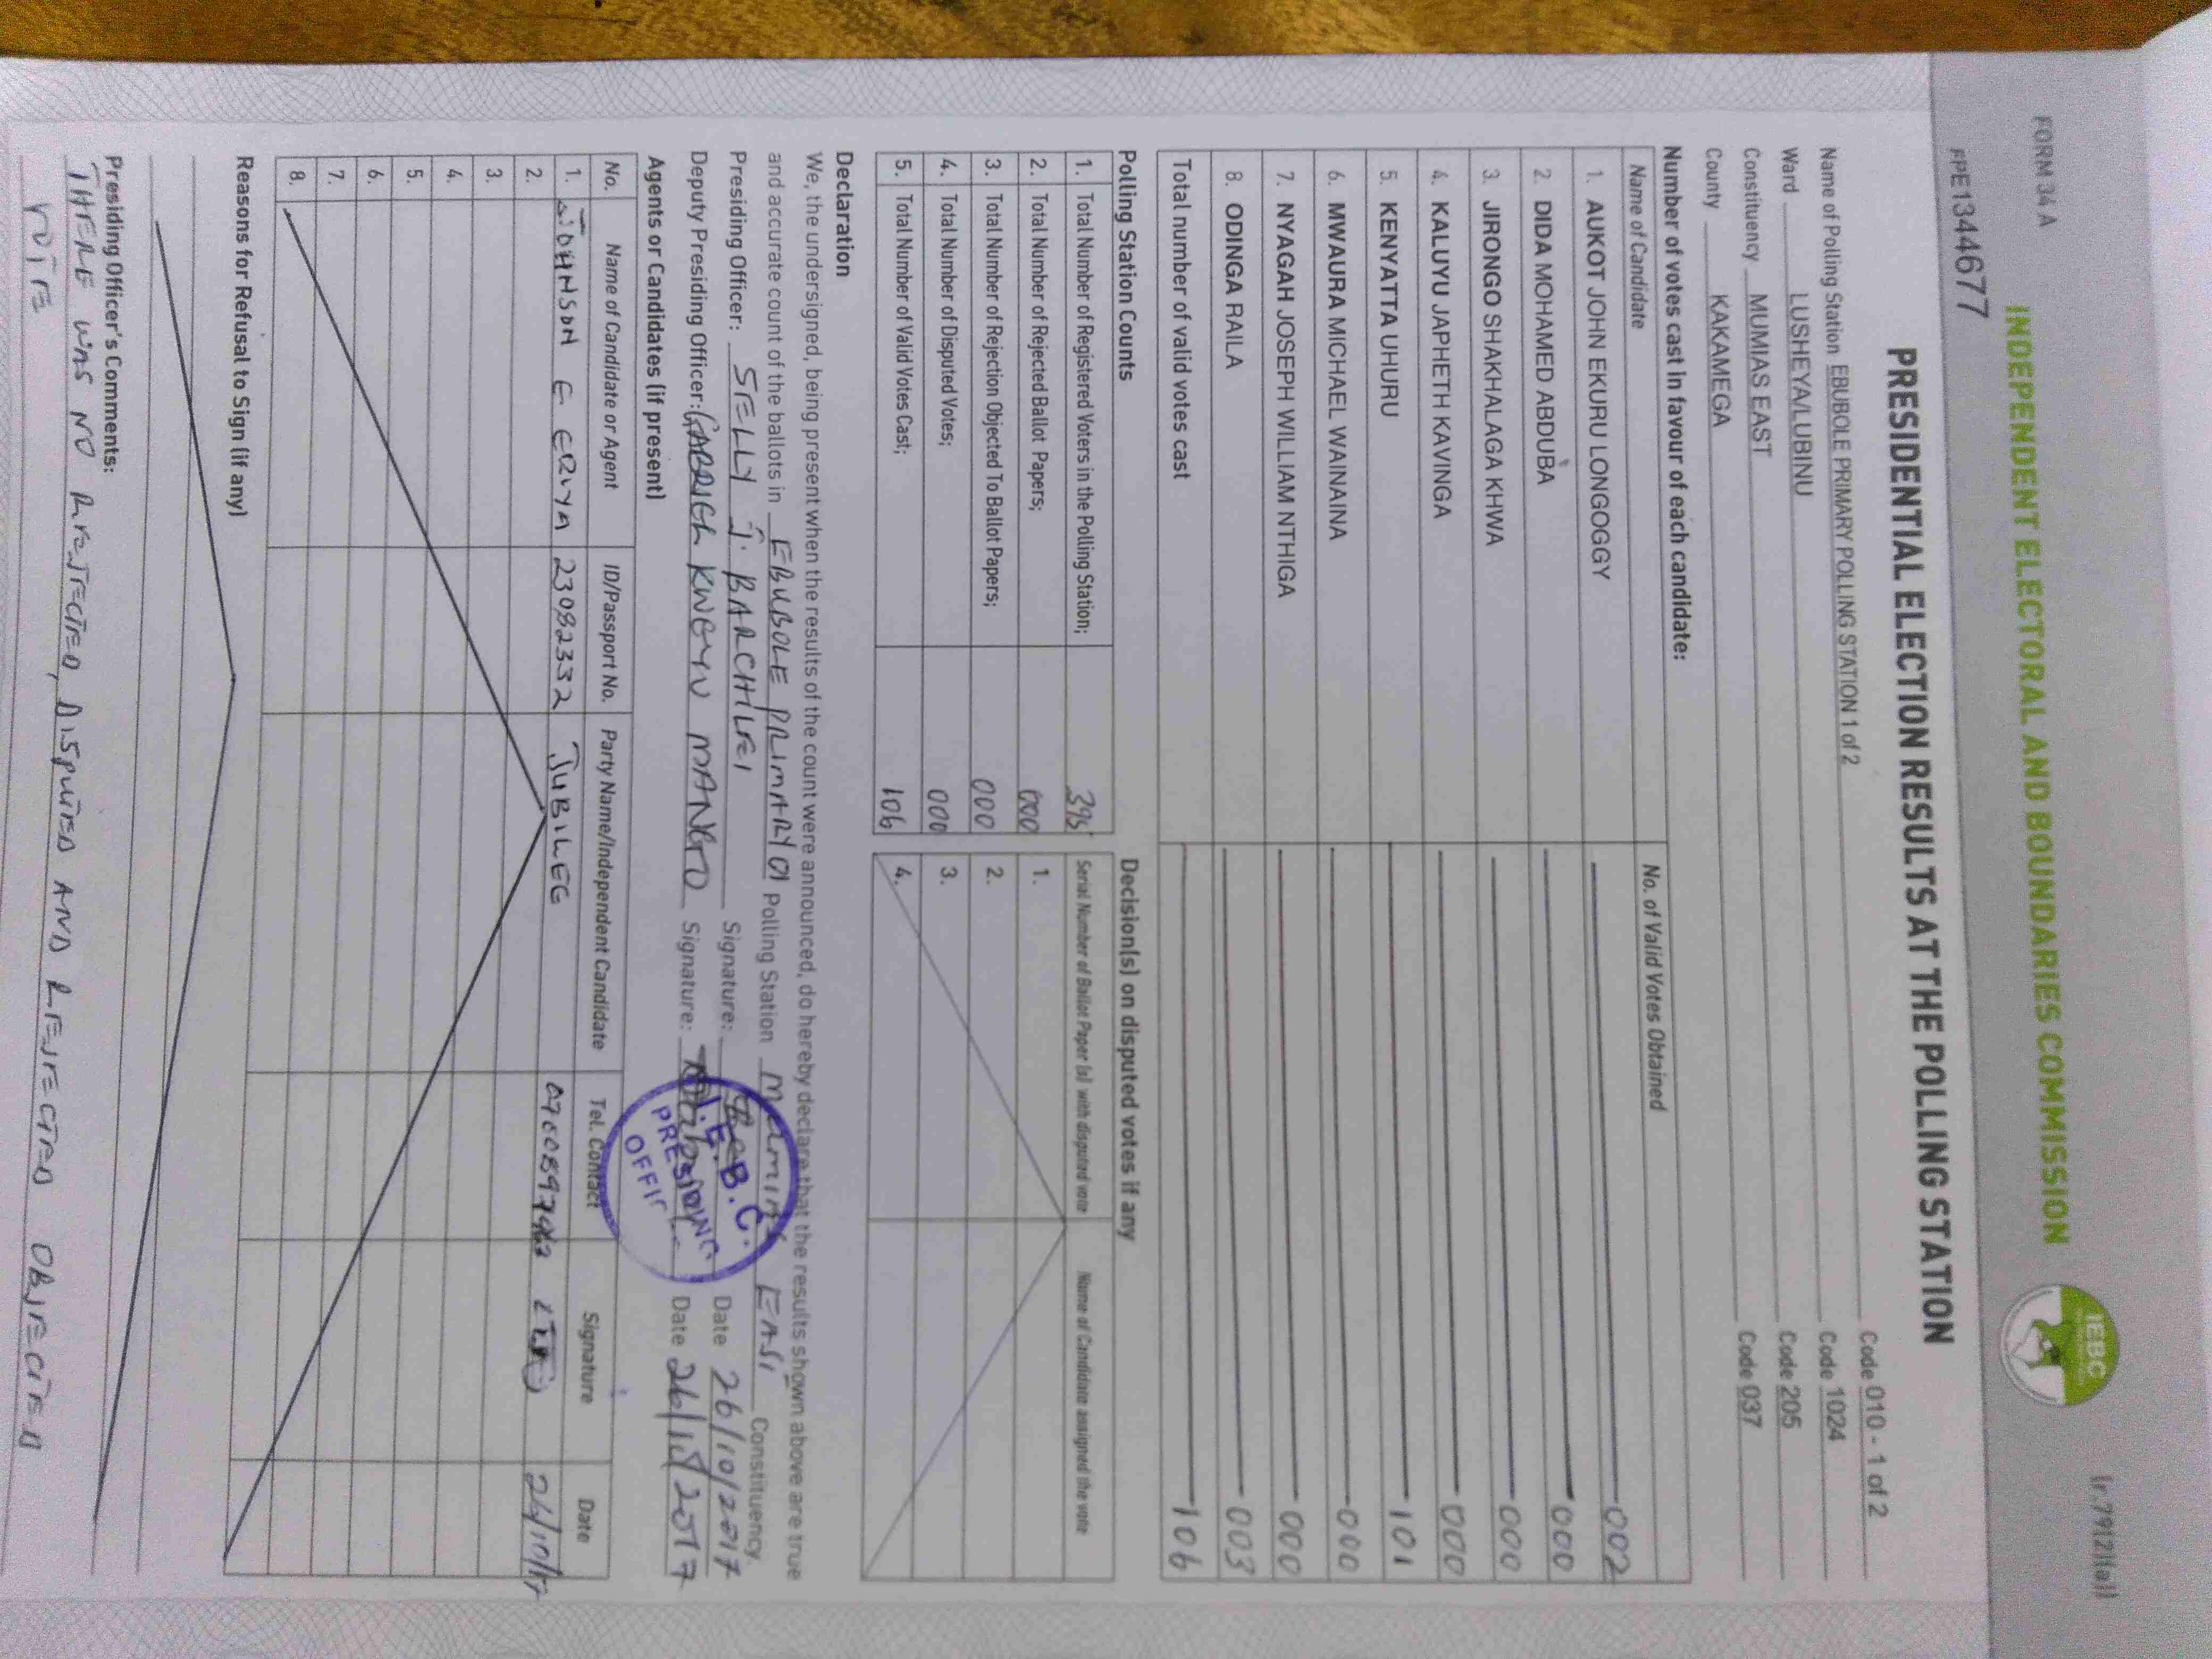 [r.7912](a)]
FORM 34 A
INDEPENDENT ELECTORAL AND BOUNDARIES COMMISSION
IEBC
PPE134677
PRESIDENTIAL ELECTION RESULTS AT THE POLLING STATION
Name of Polling Station EBUBOLE PRIMARY POLLING STATION 1 of 2 Code 010 - 1 of 2
Ward LUSHEYA/LUBINU Code 1024
Constituency MUMIAS EAST Code 205
County KAKAMEGA Code 037
Number of votes cast in favour of each candidate:
Name of Candidate No. of Valid Votes Obtained
1. AUKOT JOHN EKURU LONGOGGY 002
2. DIDA MOHAMED ABDUBA 000
3. JIRONGO SHAKHALAGA KHWA 000
4. KALUYU JAPHETH KAVINGA 000
5. KENYATTA UHURU 101
6. MWAURA MICHAEL WAINAINA 000
7. NYAGAH JOSEPH WILLIAM NTHIGA 000
8. ODINGA RAILA 003
Total number of valid votes cast 106
Polling Station Counts
1. Total Number of Registered Voters in the Polling Station; 395
2. Total Number of Rejected Ballot Papers; 000
3. Total Number of Rejection Objected To Ballot Papers; 000
4. Total Number of Disputed Votes; 000
5. Total Number of Valid Votes Cast; 106
Decision(s) on disputed votes if any
Serial Number of Ballot Paper (s) with disputed vote Name of Candidate assigned the vote
1.
2.
3.
4.
Declaration
We, the undersigned, being present when the results of the count were announced, do hereby declare that the results shown above are true
and accurate count of the ballots in EBUBOLE PRIMARY 01 Polling Station MUMIAS EAST Constituency.
Presiding Officer: SELLY J. BARCHILEI Signature: Date 26/10/2017
Deputy Presiding Officer: GABRIEL KWEYU MANGTO Signature: Date 26/10/2017
I.E.B.C.
PRESIDING
Agents or Candidates (if present)
No. Name of Candidate or Agent ID/Passport No. Party Name/Independent Candidate Tel. Contact Signature Date
1. JOHNSON E ERUYA 23082332 JUBILEE 26/10/17
2.
3.
4.
5.
6.
7.
8.
Reasons for Refusal to Sign (if any)
Presiding Officer's Comments:
THERE WAS NO REJECTED, DISPUTED AND REJECTED OBJECTED
VOTE